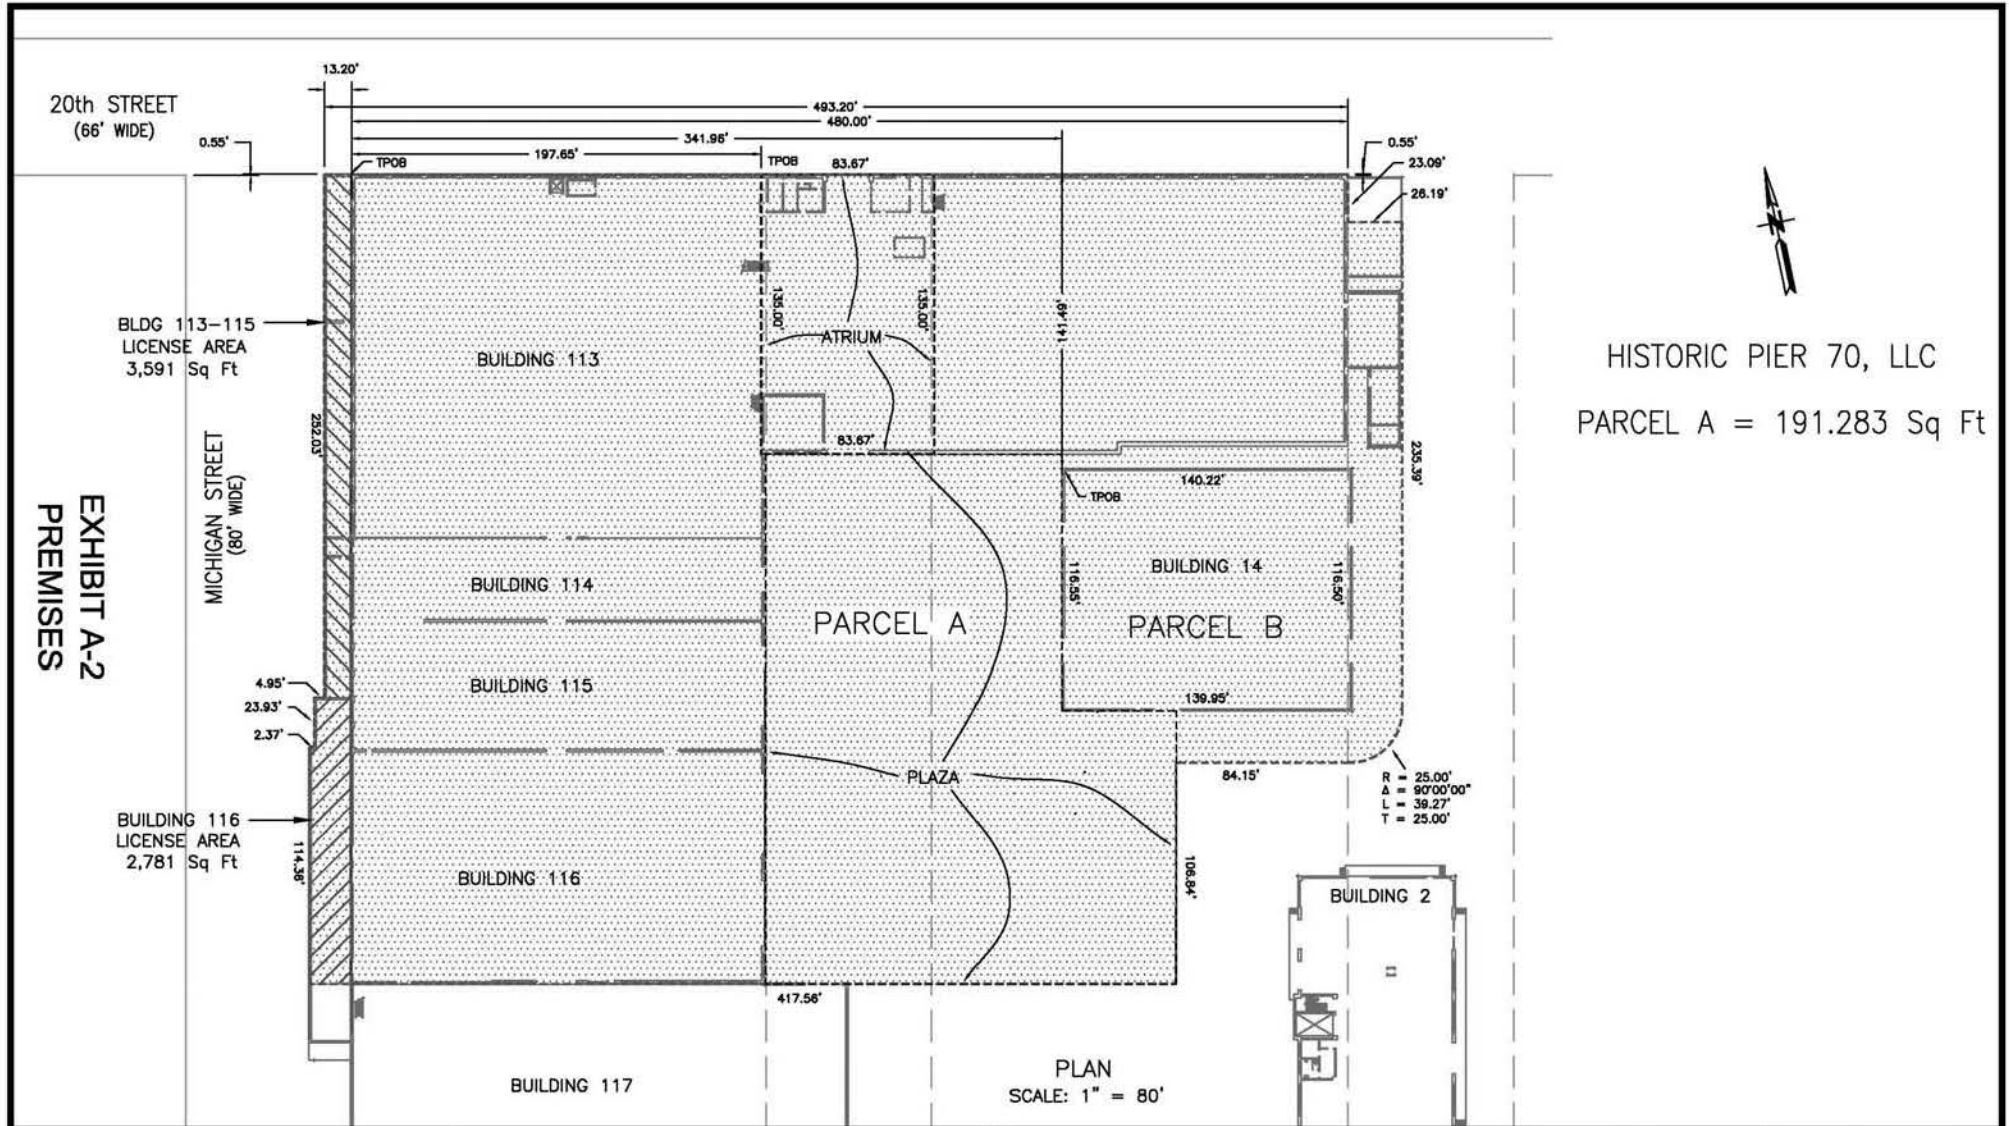 13.20'
20th STREET
(66' WIDE)
0.55'
493.20'
480.00'
341.96'
197.65'
TPOB
TPOB
83.67'
0.55'
23.09'
26.19'
135.00'
135.00'
141.49'
ATRIUM
BLDG 113-115
LICENSE AREA
3,591 Sq Ft
BUILDING 113
HISTORIC PIER 70, LLC
PARCEL A = 191.283 Sq Ft
252.03'
MICHIGAN STREET
(80' WIDE)
83.67'
235.39'
140.22'
TPOB
EXHIBIT A-2
PREMISES
BUILDING 114
BUILDING 14
116.55'
116.50'
PARCEL A
PARCEL B
BUILDING 115
4.95'
23.93'
2.37'
139.95'
PLAZA
84.15'
R = 25.00'
Δ = 90°00'00"
L = 39.27'
T = 25.00'
BUILDING 116
LICENSE AREA
2,781 Sq Ft
114.36'
BUILDING 116
106.84'
BUILDING 2
417.56'
BUILDING 117
PLAN
SCALE: 1" = 80'